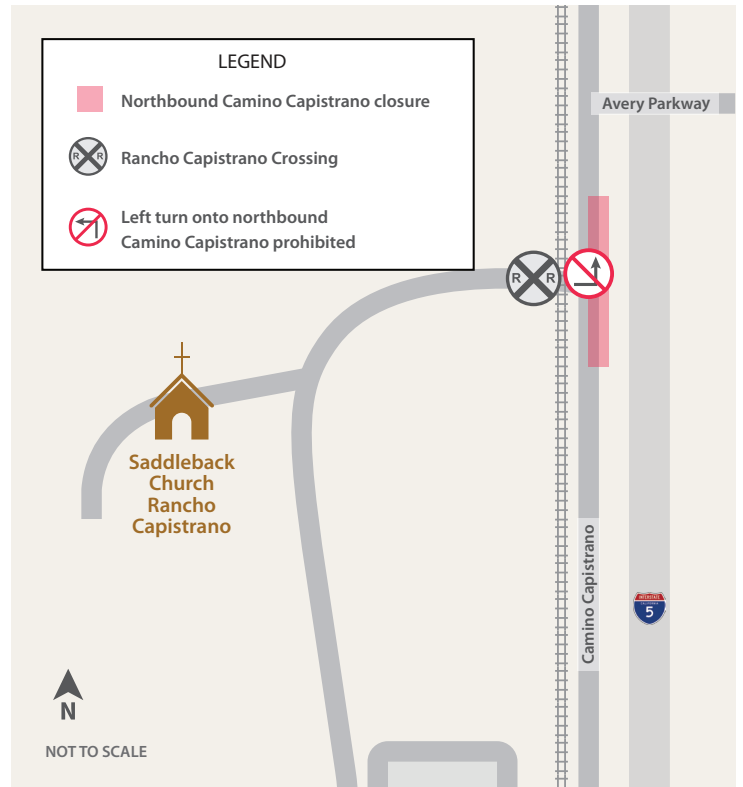 LEGEND
Northbound Camino Capistrano closure
R R
Rancho Capistrano Crossing
Left turn onto northbound
Camino Capistrano prohibited
Avery Parkway
R R
Saddleback
Church
Rancho
Capistrano
Camino Capistrano
INTERSTATE
CALIFORNIA
5
N
NOT TO SCALE